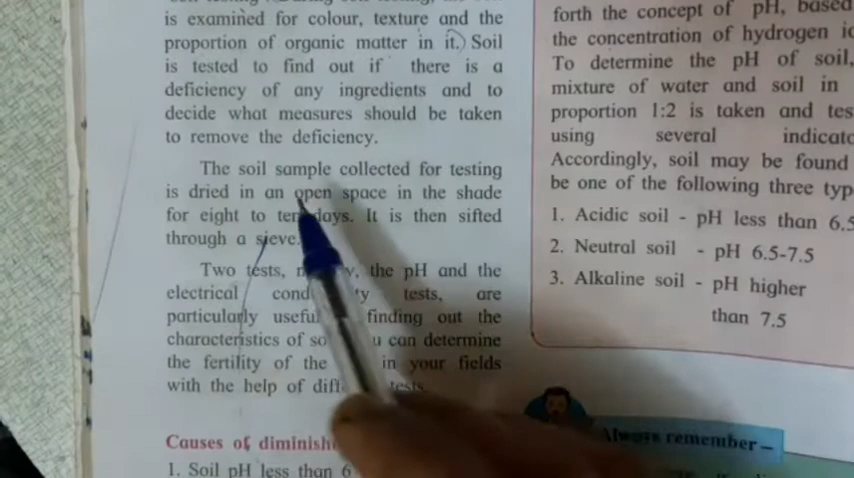 is examined for colour, texture and the
proportion of organic matter in it.) Soil
is tested to find out if there is a
deficiency of any ingredients and to
decide what measures should be taken
to remove the deficiency.
The soil sample collected for testing
is dried in an open space in the shade
for eight to ten days. It is then sifted
through a sieve.
Two tests, the pH and the
electrical tests, are
particularly finding out the
characteristics of can determine
the fertility of the in your fields
with the help of tests
Causes of
1. Soil pH less than 6
forth the concept of pH, based
the concentration of hydrogen
To determine the pH of soil,
mixture of water and soil in
proportion 1:2 is taken and
using several
Accordingly, soil may be found
be one of the following three
1. Acidic soil - pH less than 6.5
2. Neutral soil - pH 6.5-7.5
3. Alkaline soil - pH higher
than 7.5
Always remember –